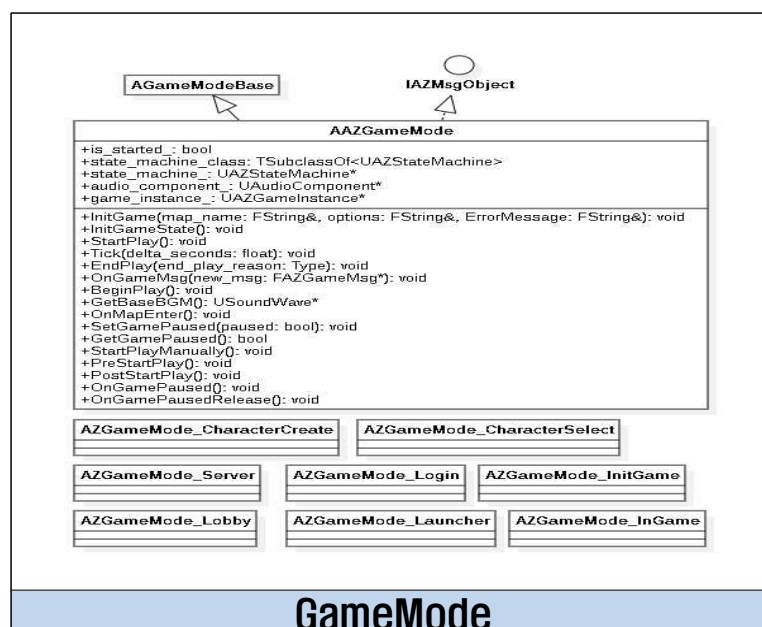 AGameModeBase
IAZMsgObject
AAZGameMode
+is_started_: bool
+state_machine_class: TSubclassOf<UAZStateMachine>
+state_machine_: UAZStateMachine*
+audio_component_: UAudioComponent*
+game_instance_: UAZGameInstance*
+InitGame(map_name: FString&, options: FString&, ErrorMessage: FString&): void
+InitGameState(): void
+StartPlay(): void
+Tick(delta_seconds: float): void
+EndPlay(end_play_reason: Type): void
+OnGameMsg(new_msg: FAZGameMsg*): void
+BeginPlay(): void
+GetBaseBGM(): USoundWave*
+OnMapEnter(): void
+SetGamePaused(paused: bool): void
+GetGamePaused(): bool
+StartPlayManually(): void
+PreStartPlay(): void
+PostStartPlay(): void
+OnGamePaused(): void
+OnGamePausedRelease(): void
AZGameMode_CharacterCreate
AZGameMode_CharacterSelect
AZGameMode_Server
AZGameMode_Login
AZGameMode_InitGame
AZGameMode_Lobby
AZGameMode_Launcher
AZGameMode_InGame
GameMode